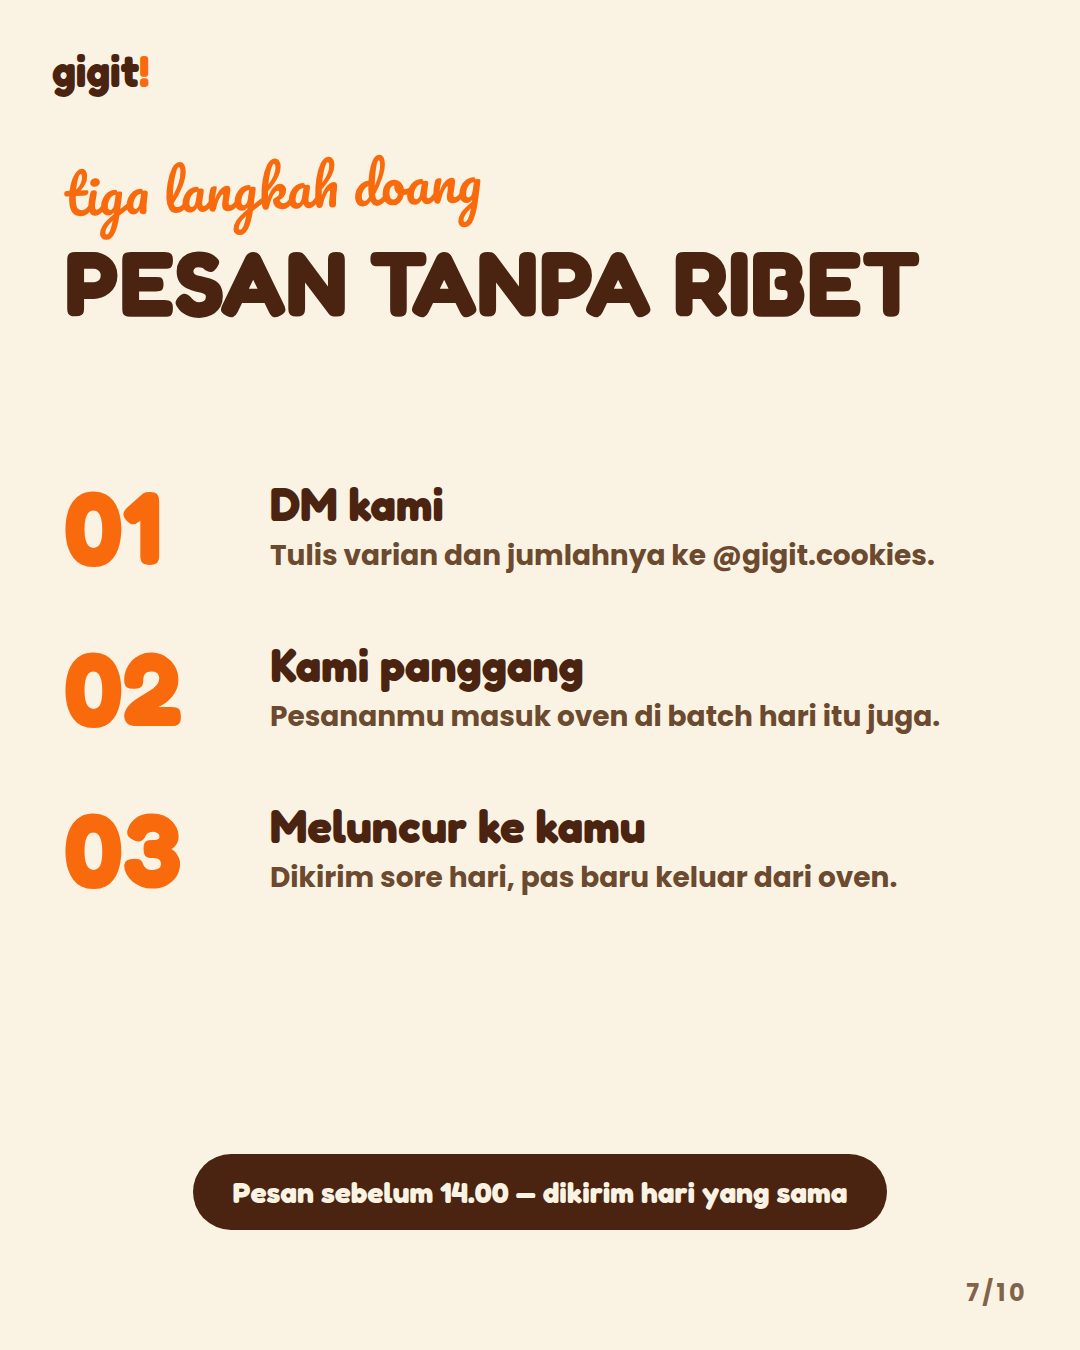 gigit!
tiga langkah doang
PESAN TANPA RIBET
01
DM kami
Tulis varian dan jumlahnya ke @gigit.cookies.
02
Kami panggang
Pesananmu masuk oven di batch hari itu juga.
03
Meluncur ke kamu
Dikirim sore hari, pas baru keluar dari oven.
Pesan sebelum 14.00 — dikirim hari yang sama
7/10